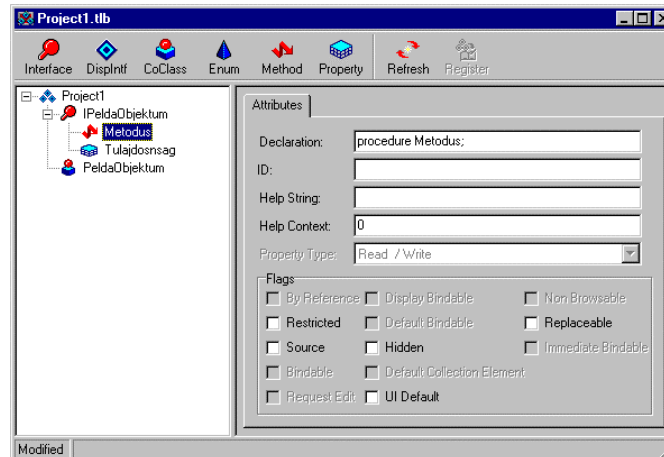 Project1.tlb
Interface DispIntf CoClass Enum Method Property Refresh Register
Project1
IPeldaObjektum
Metodus
Tulajdosnsag
PeldaObjektum
Attributes
Declaration: procedure Metodus;
ID:
Help String:
Help Context: 0
Property Type: Read / Write
Flags
By Reference Display Bindable Non Browsable
Restricted Default Bindable Replaceable
Source Hidden Immediate Bindable
Bindable Default Collection Element
Request Edit UI Default
Modified